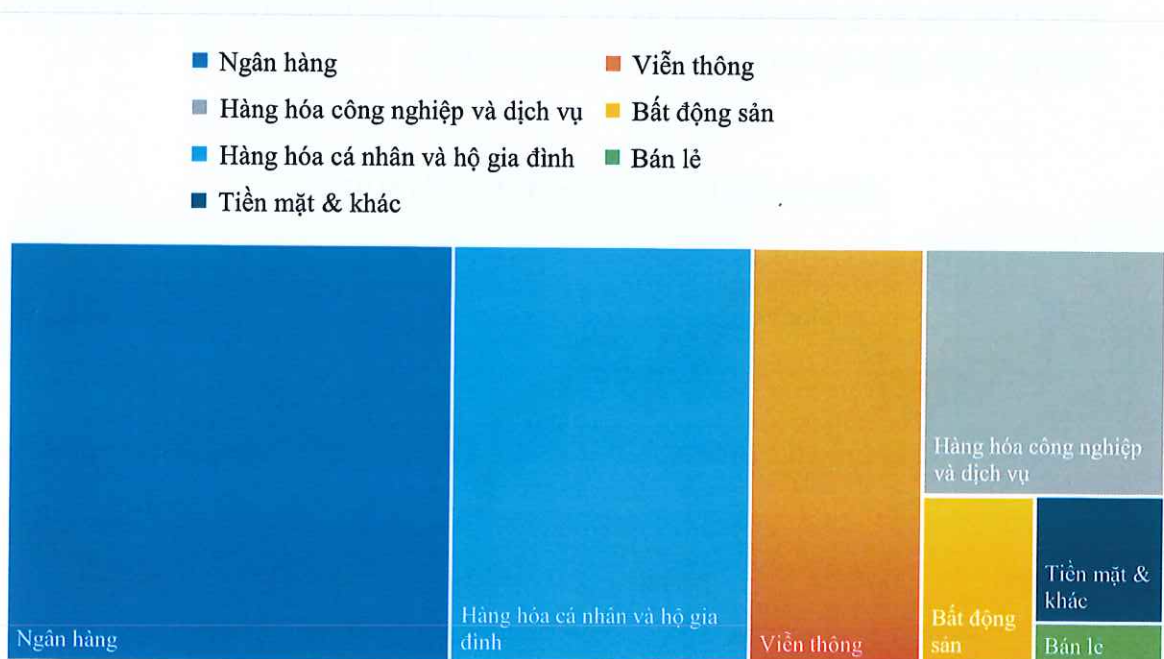 Ngân hàng
Viễn thông
Hàng hóa công nghiệp và dịch vụ
Bất động sản
Hàng hóa cá nhân và hộ gia đình
Bán lẻ
Tiền mặt & khác
Ngân hàng
Hàng hóa cá nhân và hộ gia
đình
Viễn thông
Hàng hóa công nghiệp
và dịch vụ
Bất động
sản
Tiền mặt &
khác
Bán lẻ